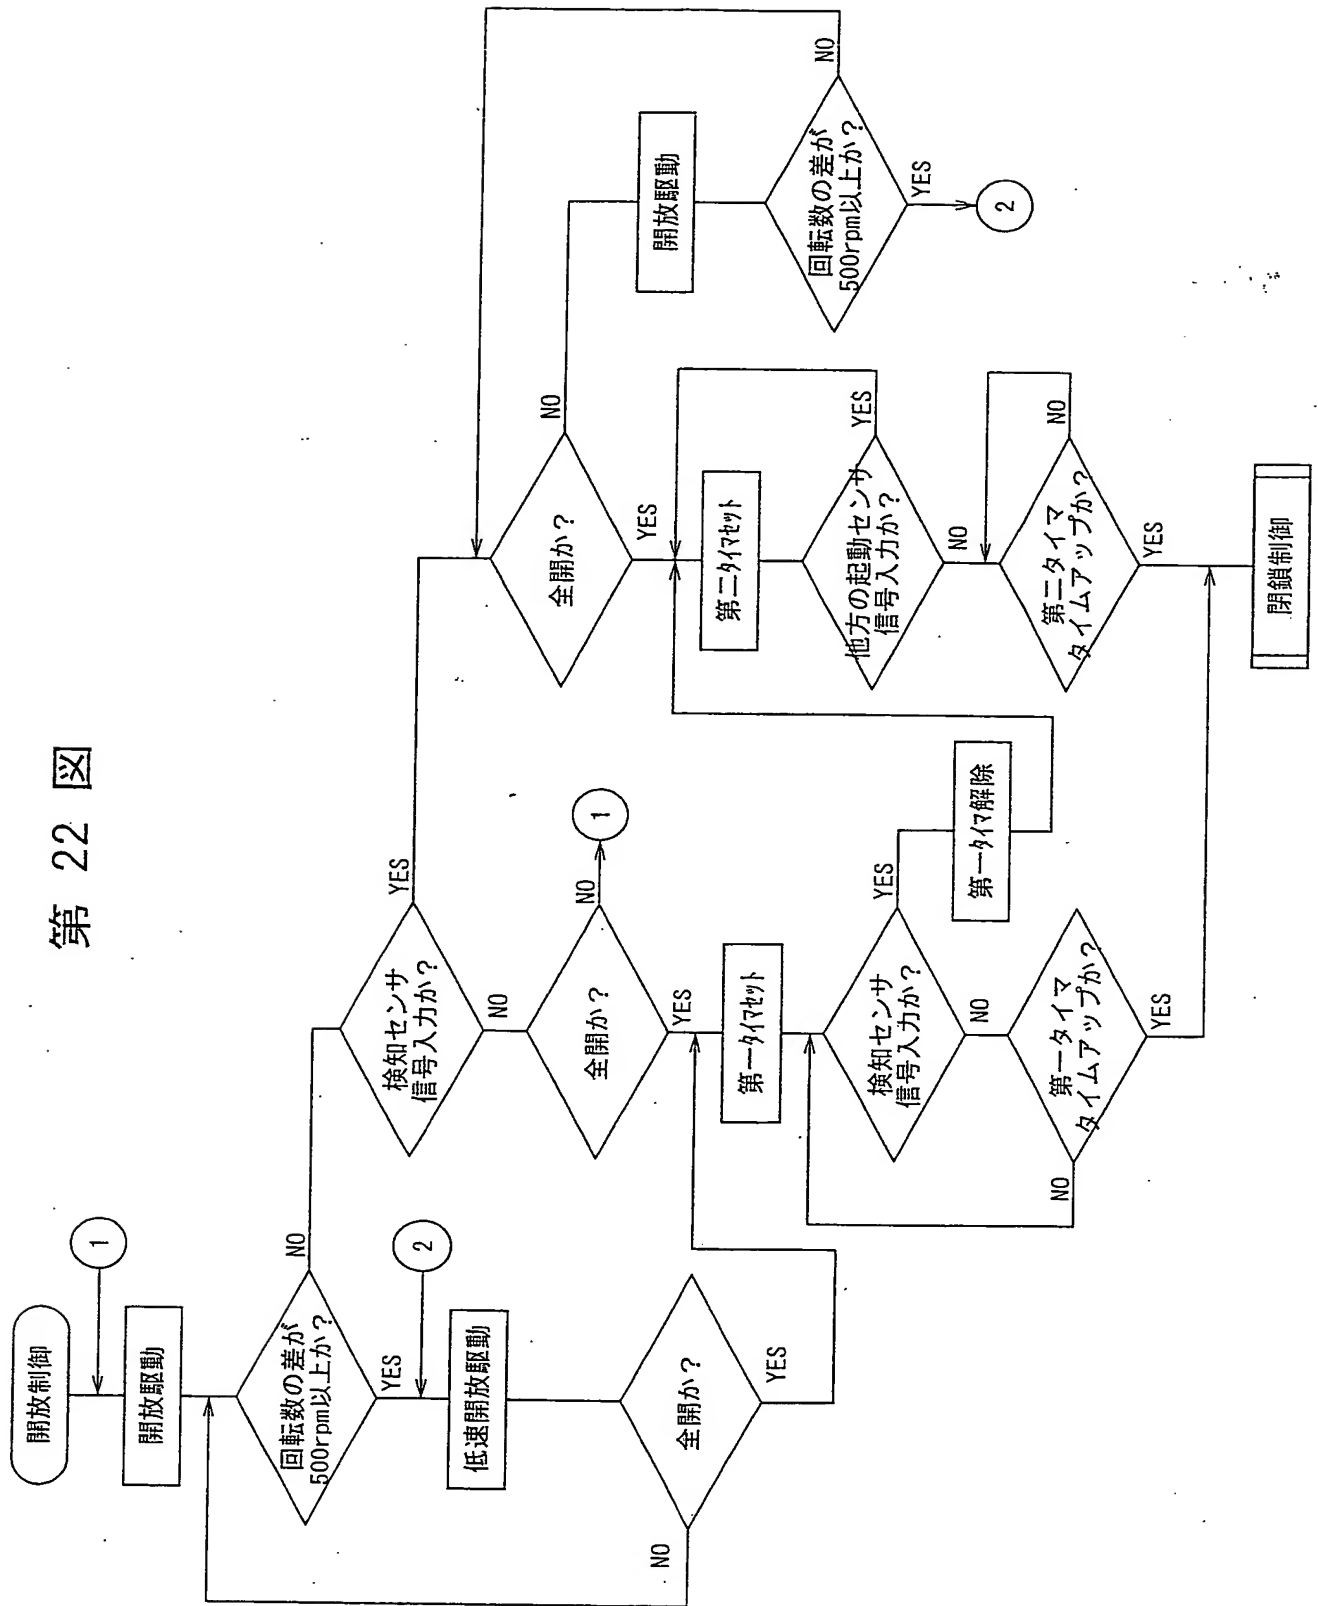 第 22 図
開放制御
1
開放駆動
回転数の差が
500rpm以上か?
NO
YES
2
低速開放駆動
全開か?
NO
YES
検知センサ
信号入力か?
YES
NO
全開か?
NO
1
YES
第一タイマセット
検知センサ
信号入力か?
YES
NO
第一タイマ解除
第一タイマ
タイムアップか?
NO
YES
全開か?
NO
YES
第二タイマセット
他方の起動センサ
信号入力か?
YES
NO
第二タイマ
タイムアップか?
NO
YES
閉鎖制御
開放駆動
回転数の差が
500rpm以上か?
NO
YES
2